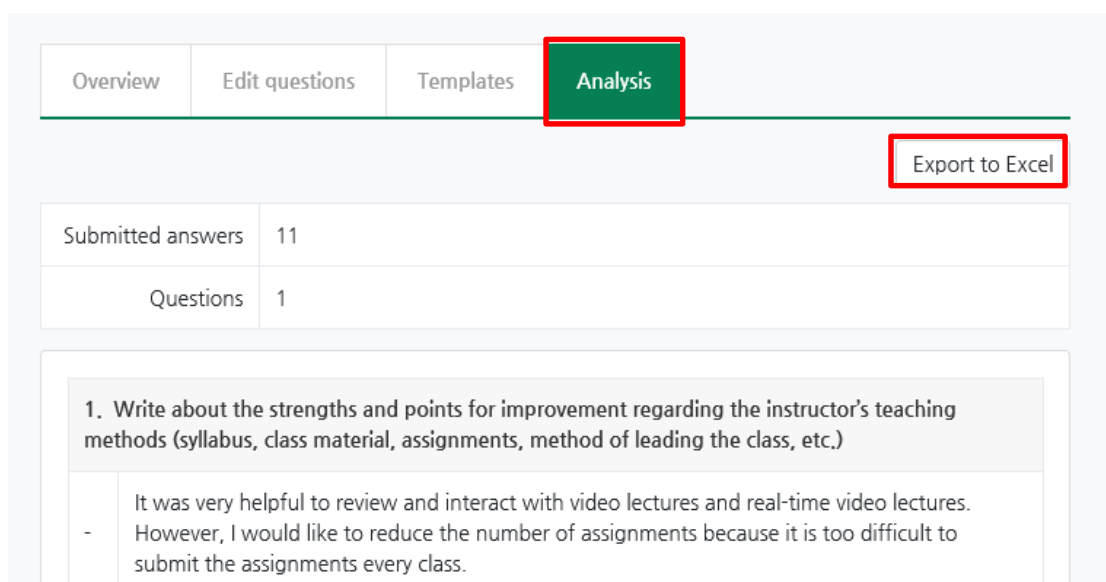 Overview Edit questions Templates Analysis
Export to Excel
Submitted answers 11
Questions 1
1. Write about the strengths and points for improvement regarding the instructor's teaching
methods (syllabus, class material, assignments, method of leading the class, etc.)
It was very helpful to review and interact with video lectures and real-time video lectures.
- However, I would like to reduce the number of assignments because it is too difficult to
submit the assignments every class.